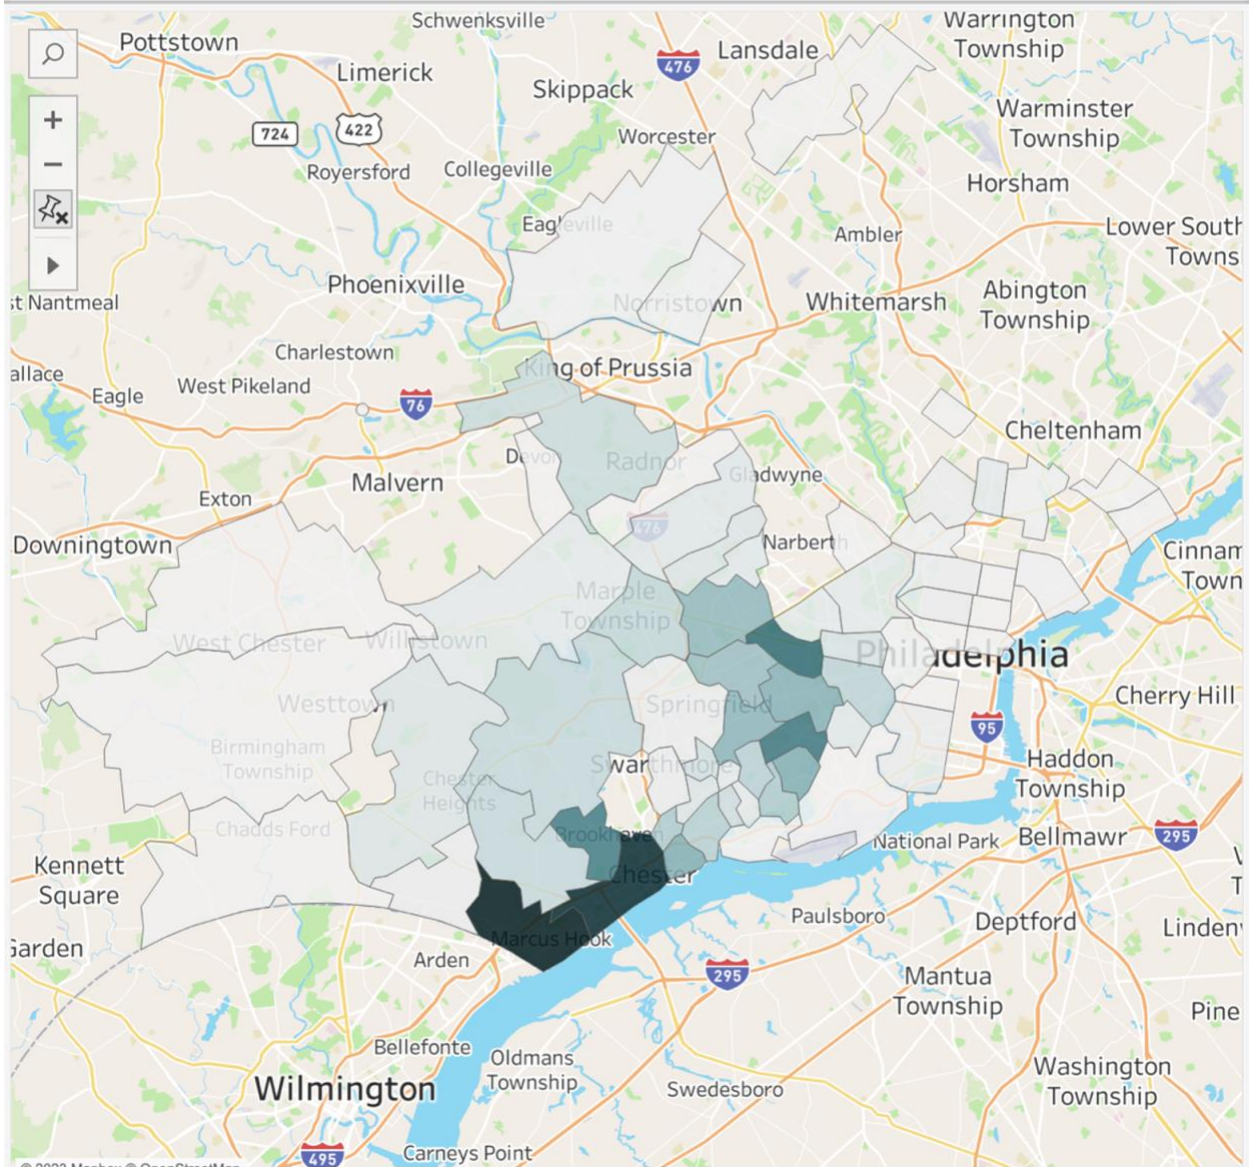 Schwenksville
Warrington
Township
Pottstown
Lansdale
476
Limerick
Skippack
Warminster
Township
724
422
Worcester
Royersford
Collegeville
Horsham
Eagleville
Ambler
Lower South
Towns
Phoenixville
st Nantmeal
Norristown
Whitemarsh
Abington
Township
Charlestown
King of Prussia
allace
West Pikeland
Eagle
76
Cheltenham
Devon
Radnor
Gladwyne
Malvern
Exton
476
Downingtown
Narberth
Cinnam
Town
Marple
Township
West Chester
Willistown
Philadelphia
Westtown
Springfield
Cherry Hill
95
Birmingham
Township
Swarthmore
Haddon
Township
Chester
Heights
Chadds Ford
Brookhaven
National Park
Bellmawr
295
Kennett
Square
Chester
Paulsboro
Deptford
Linden
Garden
Marcus Hook
Arden
295
Mantua
Township
Pine
Bellefonte
Oldmans
Township
Wilmington
Swedesboro
Washington
Township
495
Carneys Point